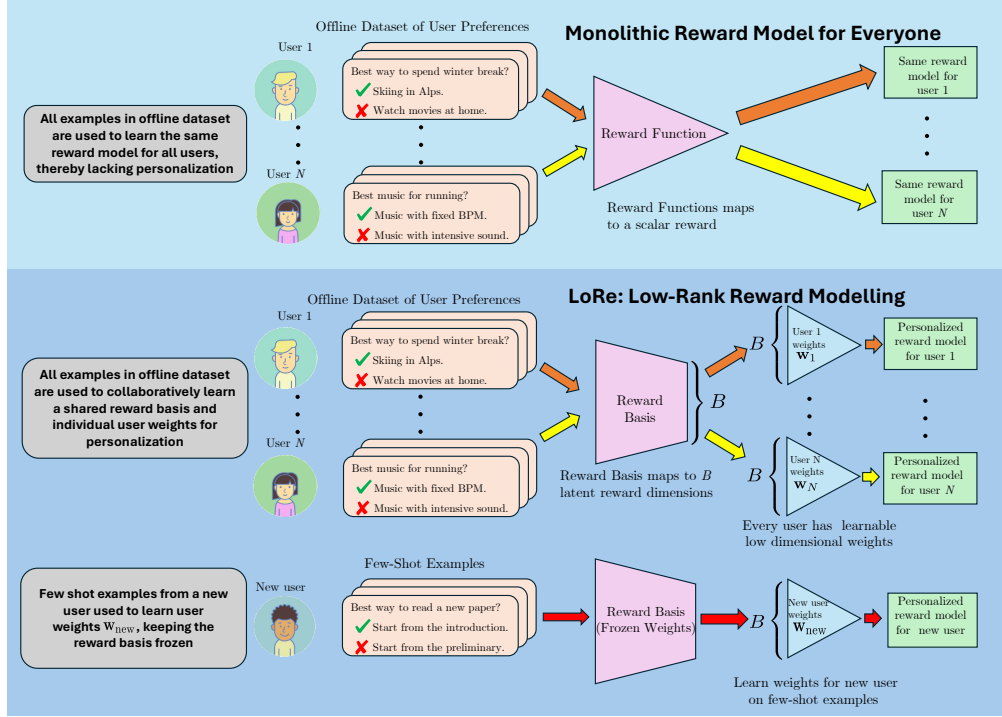 Offline Dataset of User Preferences
Monolithic Reward Model for Everyone
User 1
Best way to spend winter break?
Skiing in Alps.
Watch movies at home.
All examples in offline dataset
are used to learn the same
reward model for all users,
thereby lacking personalization
User N
Best music for running?
Music with fixed BPM.
Music with intensive sound.
Reward Function
Reward Functions maps
to a scalar reward
Same reward
model for
user 1
Same reward
model for
user N
Offline Dataset of User Preferences
LoRe: Low-Rank Reward Modelling
User 1
Best way to spend winter break?
Skiing in Alps.
Watch movies at home.
All examples in offline dataset
are used to collaboratively learn
a shared reward basis and
individual user weights for
personalization
User N
Best music for running?
Music with fixed BPM.
Music with intensive sound.
Reward
Basis
B
Reward Basis maps to B
latent reward dimensions
B
User 1
weights
w1
Personalized
reward model
for user 1
B
User N
weights
wN
Personalized
reward model
for user N
Every user has learnable
low dimensional weights
Few-Shot Examples
New user
Few shot examples from a new
user used to learn user
weights wnew, keeping the
reward basis frozen
Best way to read a new paper?
Start from the introduction.
Start from the preliminary.
Reward Basis
(Frozen Weights)
B
New user
weights
wnew
Personalized
reward model
for new user
Learn weights for new user
on few-shot examples